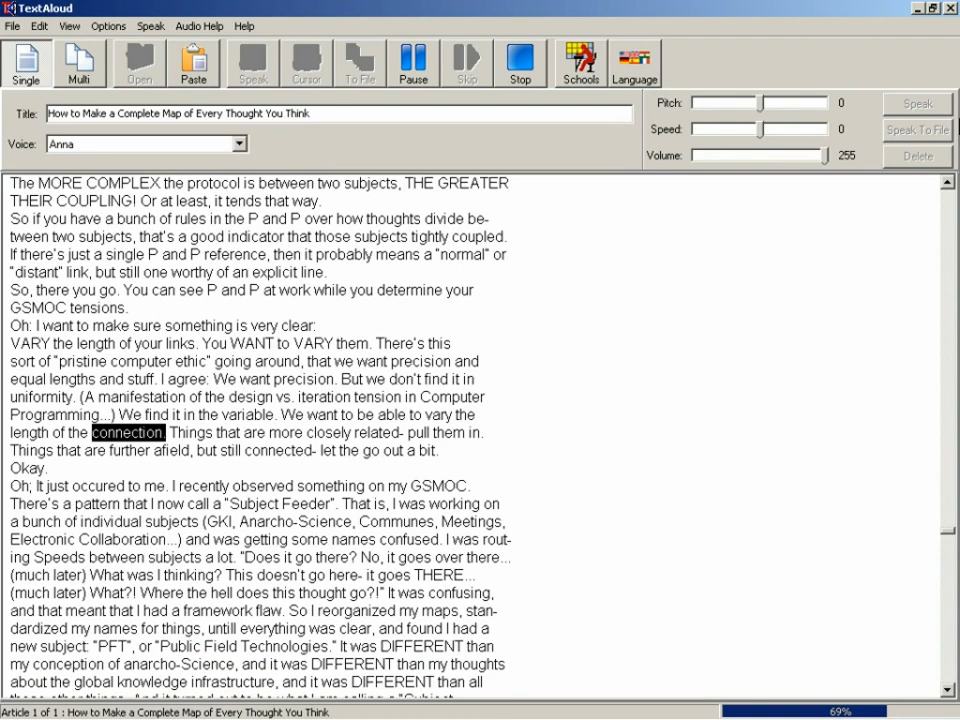 TextAloud
File Edit View Options Speak Audio Help Help
Single Multi Open Paste Speak Cursor To File Pause Skip Stop Schools Language
Title: How to Make a Complete Map of Every Thought You Think
Voice: Anna
Pitch: 0 Speak
Speed: 0 Speak To File
Volume: 255 Delete
The MORE COMPLEX the protocol is between two subjects, THE GREATER
THEIR COUPLING! Or at least, it tends that way.
So if you have a bunch of rules in the P and P over how thoughts divide be-
tween two subjects, that's a good indicator that those subjects tightly coupled.
If there's just a single P and P reference, then it probably means a "normal" or
"distant" link, but still one worthy of an explicit line.
So, there you go. You can see P and P at work while you determine your
GSMOC tensions.
Oh: I want to make sure something is very clear:
VARY the length of your links. You WANT to VARY them. There's this
sort of "pristine computer ethic" going around, that we want precision and
equal lengths and stuff. I agree: We want precision. But we don't find it in
uniformity. (A manifestation of the design vs. iteration tension in Computer
Programming...) We find it in the variable. We want to be able to vary the
length of the connection. Things that are more closely related- pull them in.
Things that are further afield, but still connected- let the go out a bit.
Okay.
Oh; It just occured to me. I recently observed something on my GSMOC.
There's a pattern that I now call a "Subject Feeder". That is, I was working on
a bunch of individual subjects (GKI, Anarcho-Science, Communes, Meetings,
Electronic Collaboration...) and was getting some names confused. I was rout-
ing Speeds between subjects a lot. "Does it go there? No, it goes over there...
(much later) What was I thinking? This doesn't go here- it goes THERE...
(much later) What?! Where the hell does this thought go?!" It was confusing,
and that meant that I had a framework flaw. So I reorganized my maps, stan-
dardized my names for things, untill everything was clear, and found I had a
new subject: "PFT", or "Public Field Technologies." It was DIFFERENT than
my conception of anarcho-Science, and it was DIFFERENT than my thoughts
about the global knowledge infrastructure, and it was DIFFERENT than all
Article 1 of 1 : How to Make a Complete Map of Every Thought You Think 69%